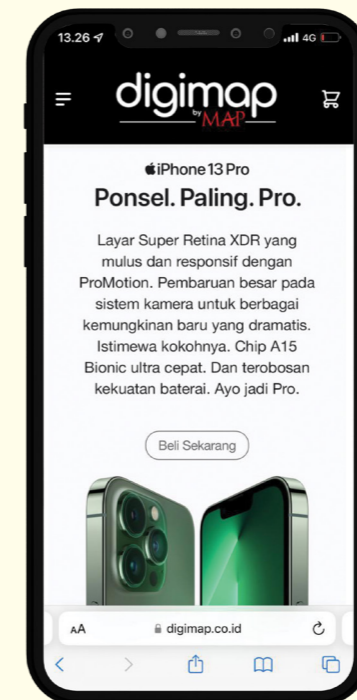 13.26
4G
digimap
by MAP
iPhone 13 Pro
Ponsel. Paling. Pro.
Layar Super Retina XDR yang
mulus dan responsif dengan
ProMotion. Pembaruan besar pada
sistem kamera untuk berbagai
kemungkinan baru yang dramatis.
Istimewa kokohnya. Chip A15
Bionic ultra cepat. Dan terobosan
kekuatan baterai. Ayo jadi Pro.
Beli Sekarang
AA
digimap.co.id